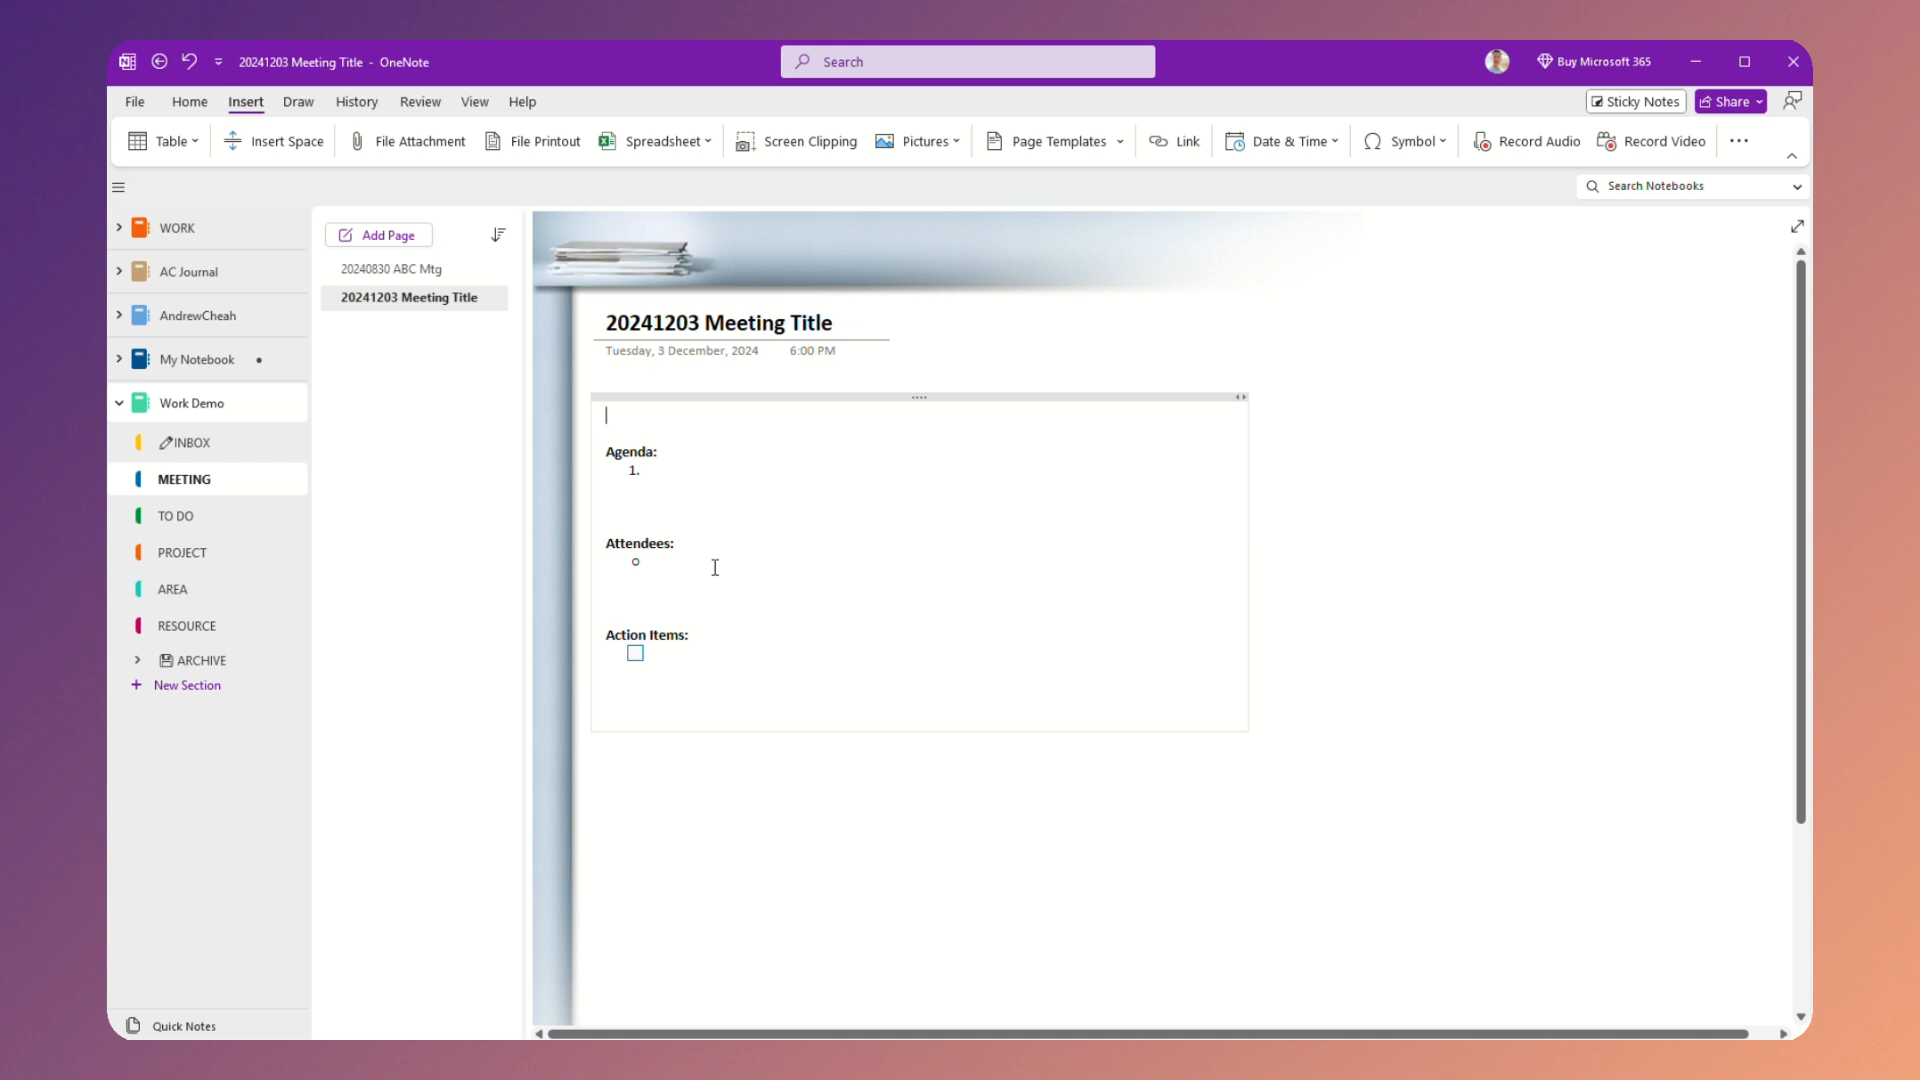 20241203 Meeting Title - OneNote
Search
Buy Microsoft 365
File Home Insert Draw History Review View Help
Sticky Notes Share
Table Insert Space File Attachment File Printout Spreadsheet Screen Clipping Pictures Page Templates Link Date & Time Symbol Record Audio Record Video
Search Notebooks
WORK
AC Journal
AndrewCheah
My Notebook
Work Demo
INBOX
MEETING
TO DO
PROJECT
AREA
RESOURCE
ARCHIVE
+ New Section
Quick Notes
Add Page
20240830 ABC Mtg
20241203 Meeting Title
20241203 Meeting Title
Tuesday, 3 December, 2024 6:00 PM
Agenda:
1.
Attendees:
Action Items: